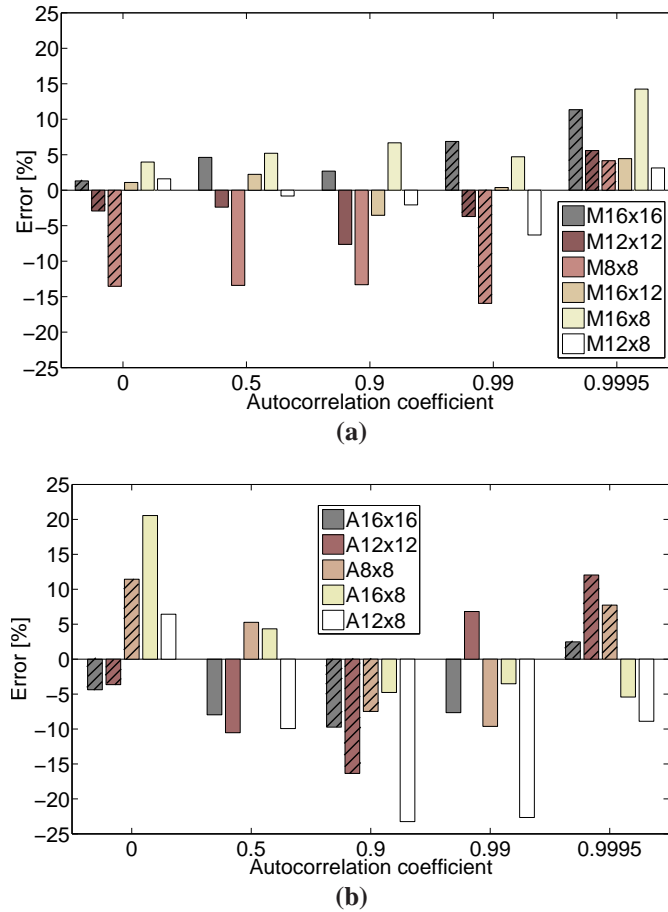 25
20
15
10
5
0
−5
−10
−15
−20
−25
Error [%]
M16x16
M12x12
M8x8
M16x12
M16x8
M12x8
0 0.5 0.9 0.99 0.9995
Autocorrelation coefficient
(a)
25
20
15
10
5
0
−5
−10
−15
−20
−25
Error [%]
A16x16
A12x12
A8x8
A16x8
A12x8
0 0.5 0.9 0.99 0.9995
Autocorrelation coefficient
(b)